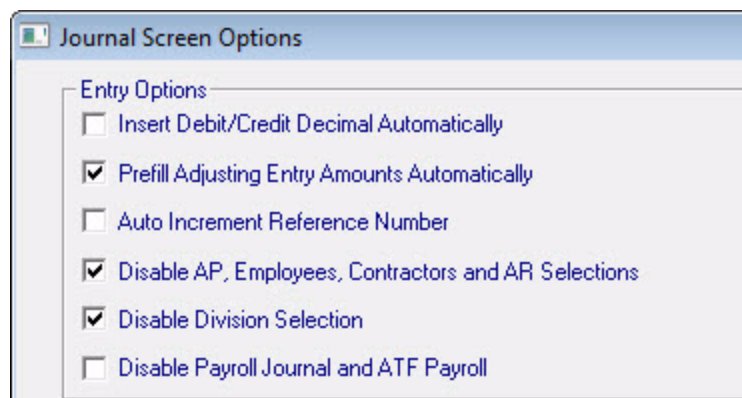 Journal Screen Options
Entry Options
Insert Debit/Credit Decimal Automatically
Prefill Adjusting Entry Amounts Automatically
Auto Increment Reference Number
Disable AP, Employees, Contractors and AR Selections
Disable Division Selection
Disable Payroll Journal and ATF Payroll